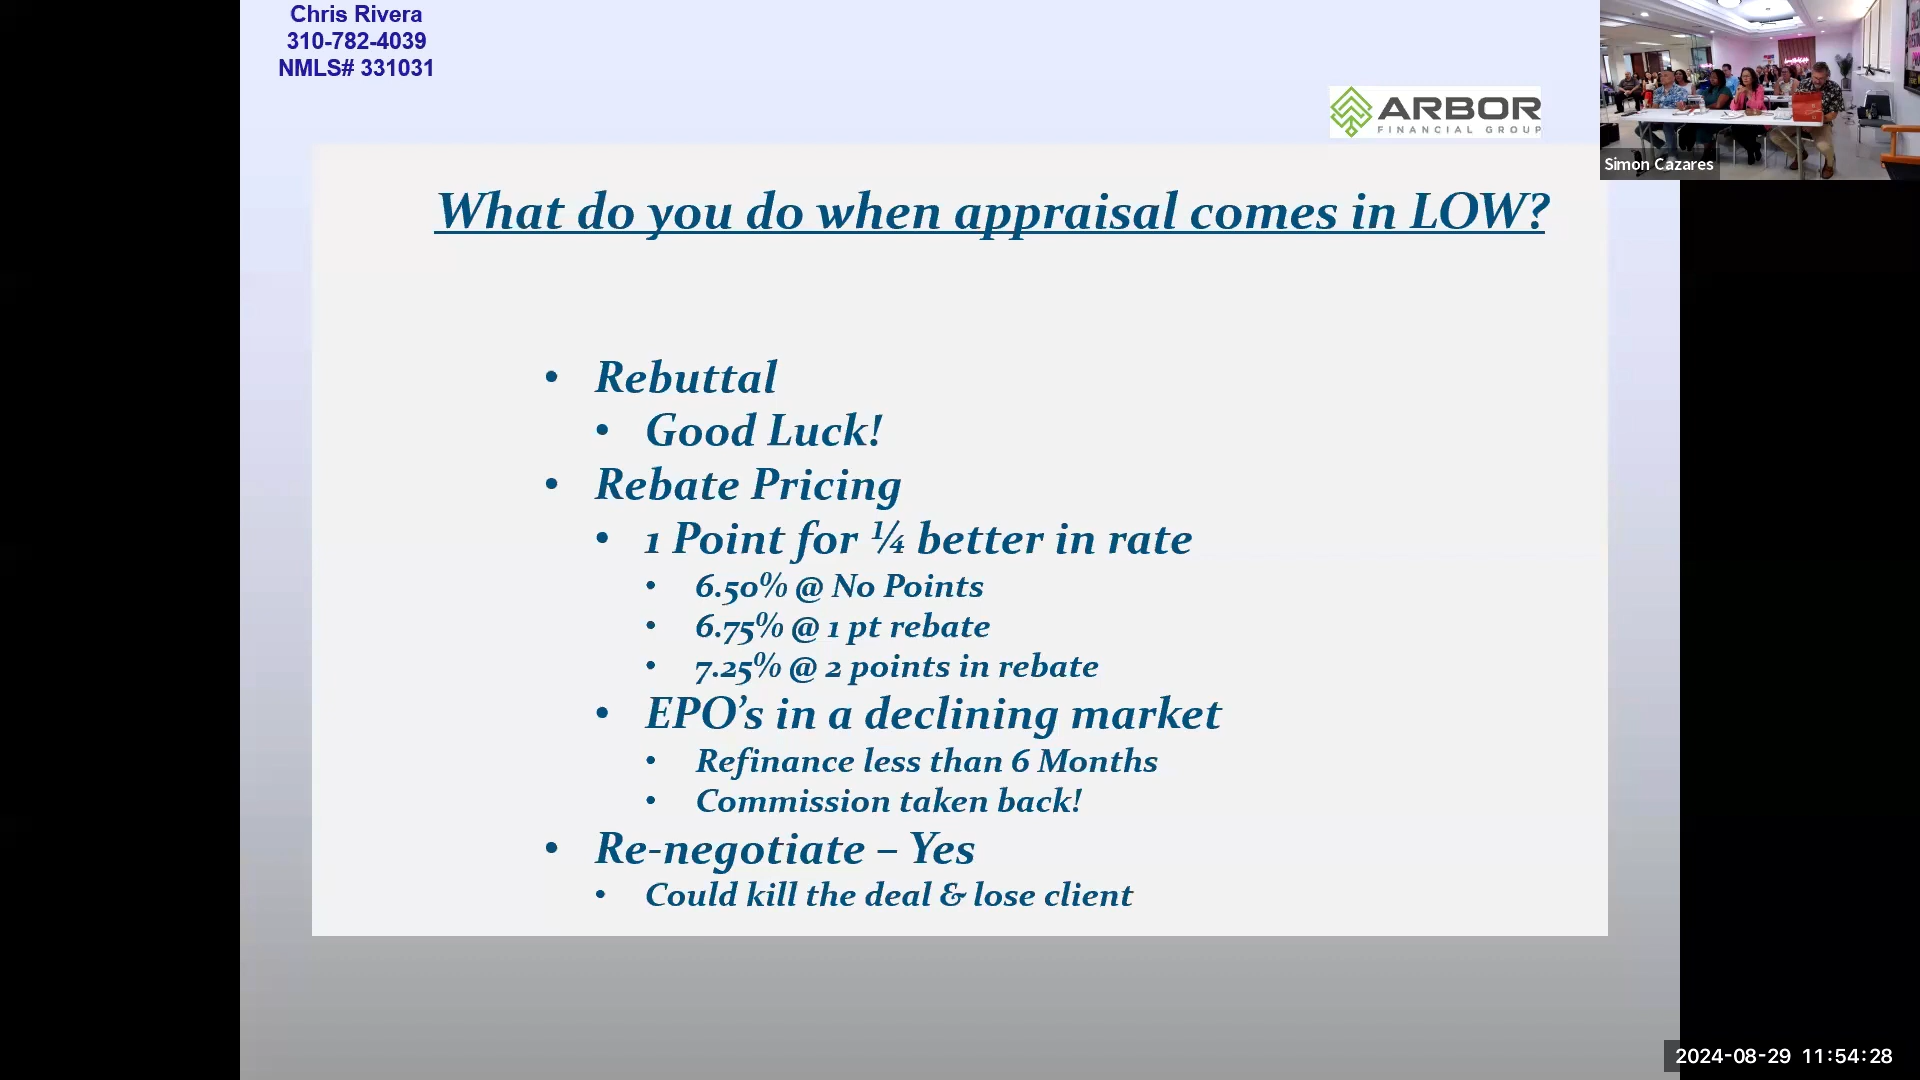 Chris Rivera
310-782-4039
NMLS# 331031
ARBOR
FINANCIAL GROUP
Simon Cazares
What do you do when appraisal comes in LOW?
• Rebuttal
• Good Luck!
• Rebate Pricing
• 1 Point for ¼ better in rate
• 6.50% @ No Points
• 6.75% @ 1 pt rebate
• 7.25% @ 2 points in rebate
• EPO’s in a declining market
• Refinance less than 6 Months
• Commission taken back!
• Re-negotiate – Yes
• Could kill the deal & lose client
2024-08-29 11:54:28